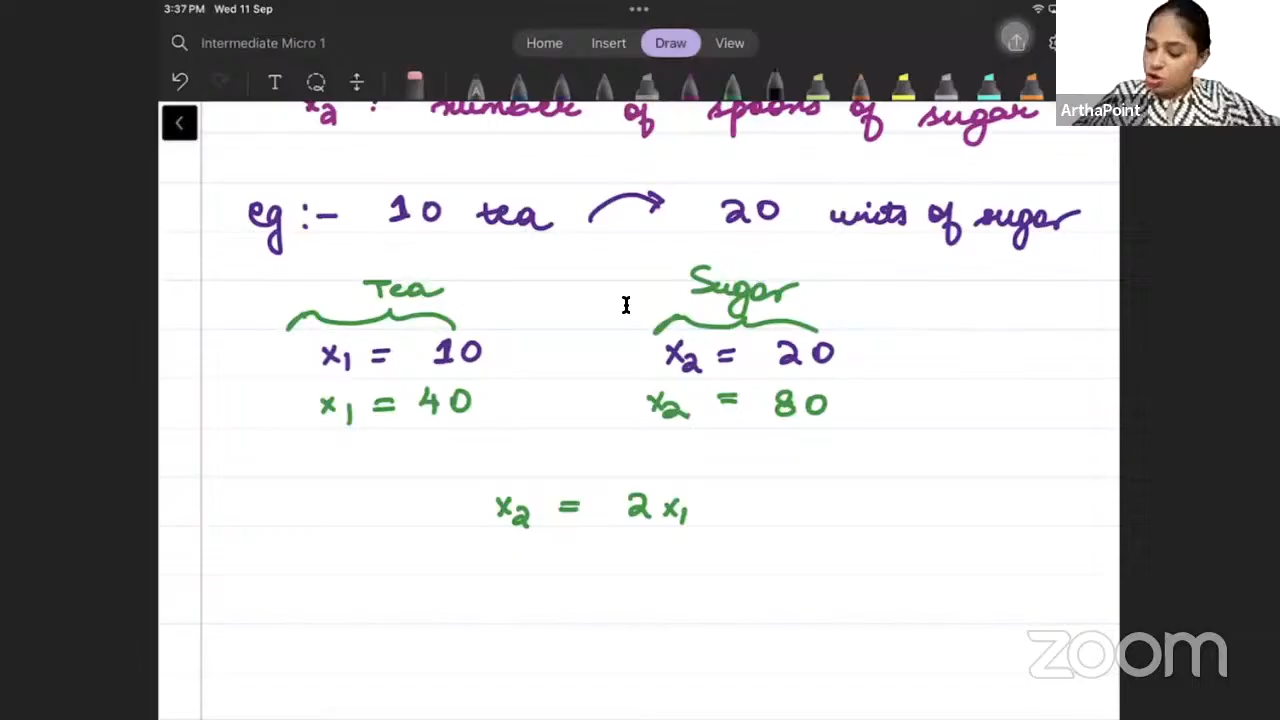 3:37 PM Wed 11 Sep
Intermediate Micro 1
Home Insert Draw View
ArthaPoint
x2 : number of spoons of sugar
eg :- 10 tea → 20 units of sugar
Tea Sugar
x1 = 10 x2 = 20
x1 = 40 x2 = 80
x2 = 2x1
zoom